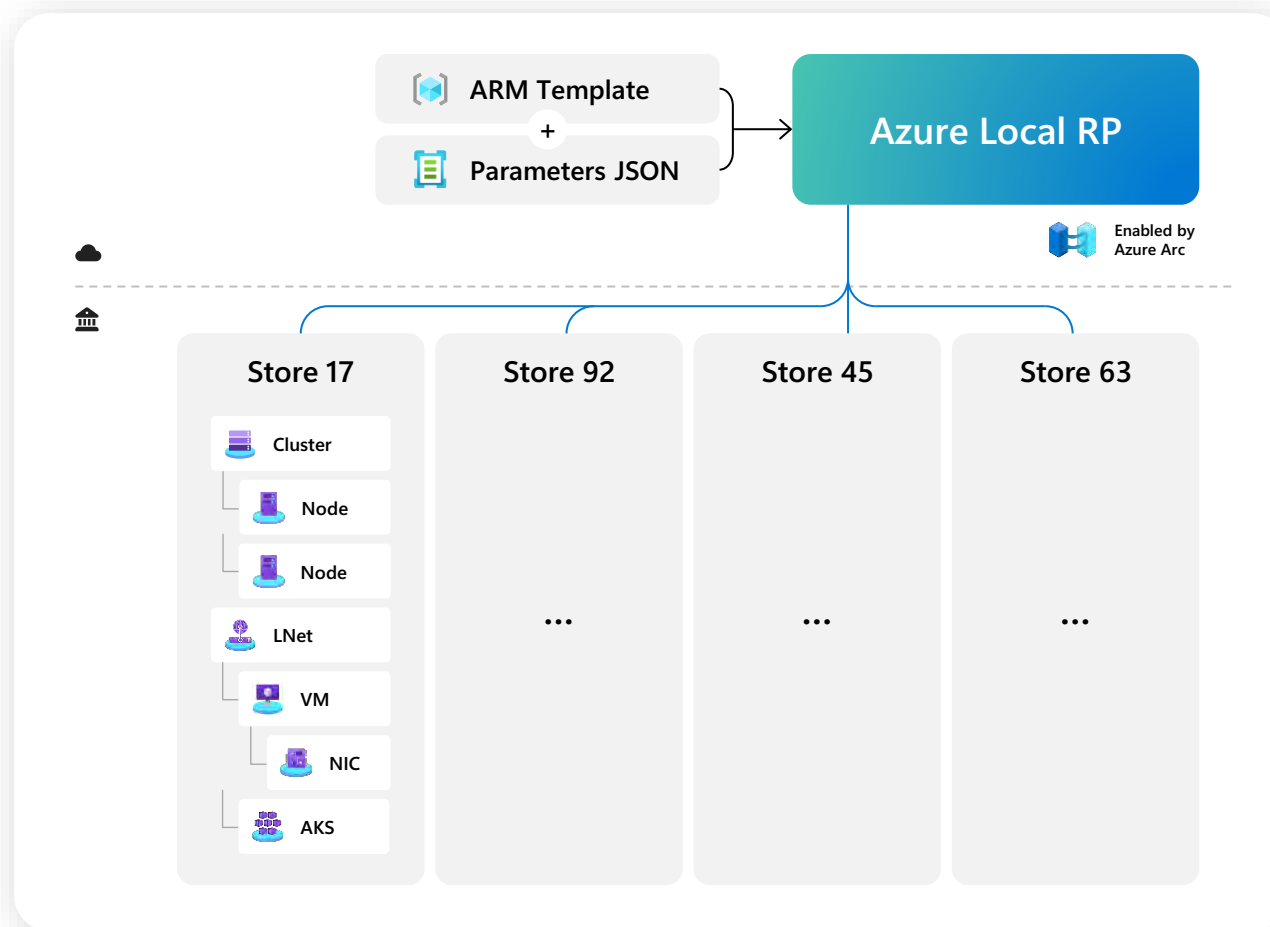 ARM Template
+
Parameters JSON
Azure Local RP
Enabled by
Azure Arc
Store 17
Cluster
Node
Node
LNet
VM
NIC
AKS
Store 92
...
Store 45
...
Store 63
...